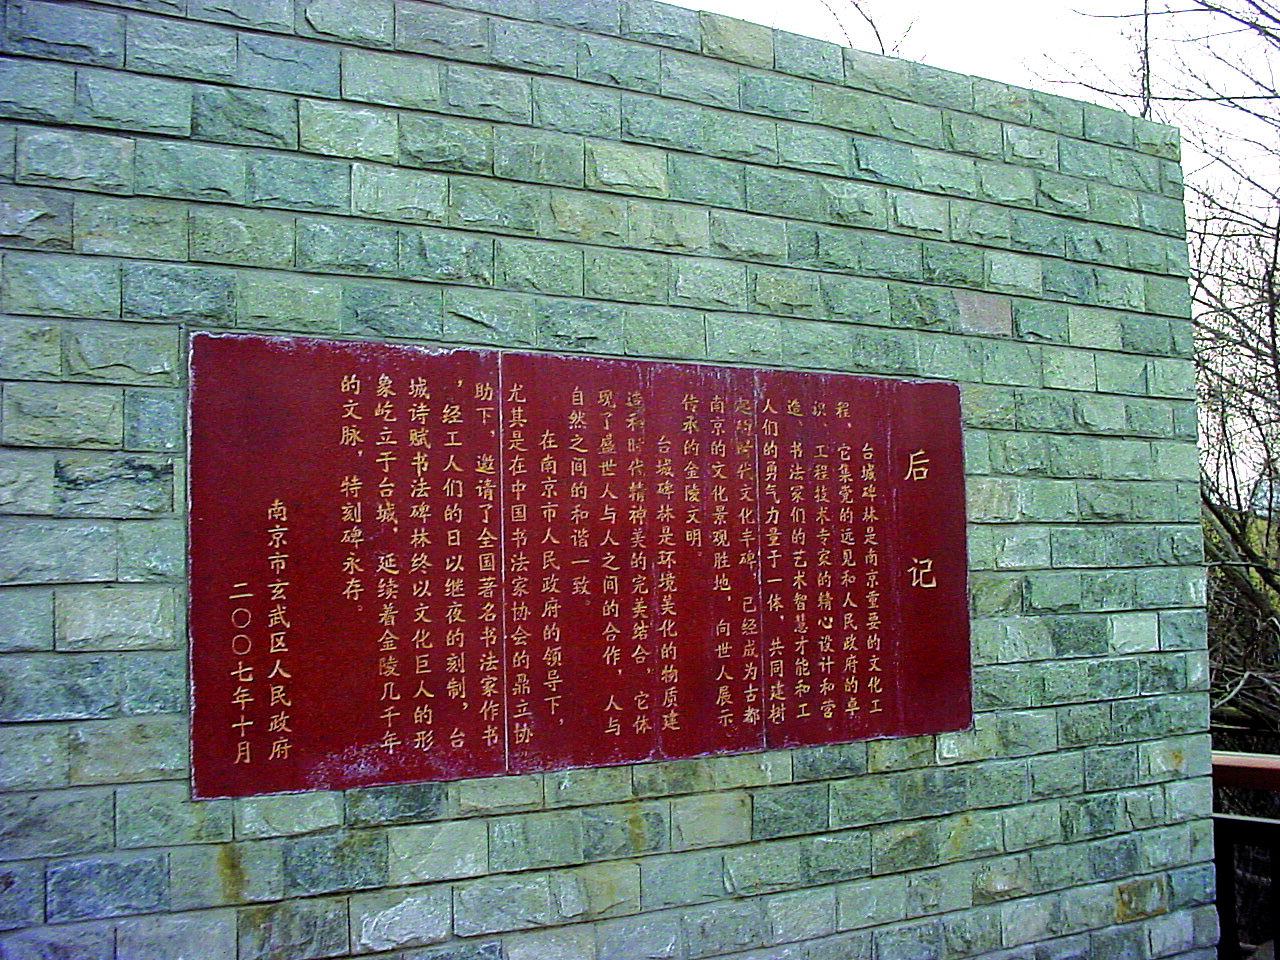 后记
台城碑林是南京重要的文化工
程，它集党的远见和人民政府的卓
识、工程技术专家的精心设计和营
造、书法家们的艺术智慧才能和工
人们的勇气力量于一体，共同建树
起的时代文化丰碑，已经成为古都
南京的文化景观胜地，向世人展示
传承的金陵文明。
台城碑林是环境美化的物质建
造和时代精神美的完美结合，它体
现了盛世人与人之间的合作，人与
自然之间的和谐一致。
在南京市人民政府的领导下，
尤其是在中国书法家协会的鼎立协
助下，邀请了全国著名书法家作书
，经工人们的日以继夜的刻制，台
城诗赋书法碑林终以文化巨人的形
象屹立于台城，延续着金陵几千年
的文脉，特刻碑永存。
南京市玄武区人民政府
二〇〇七年十月